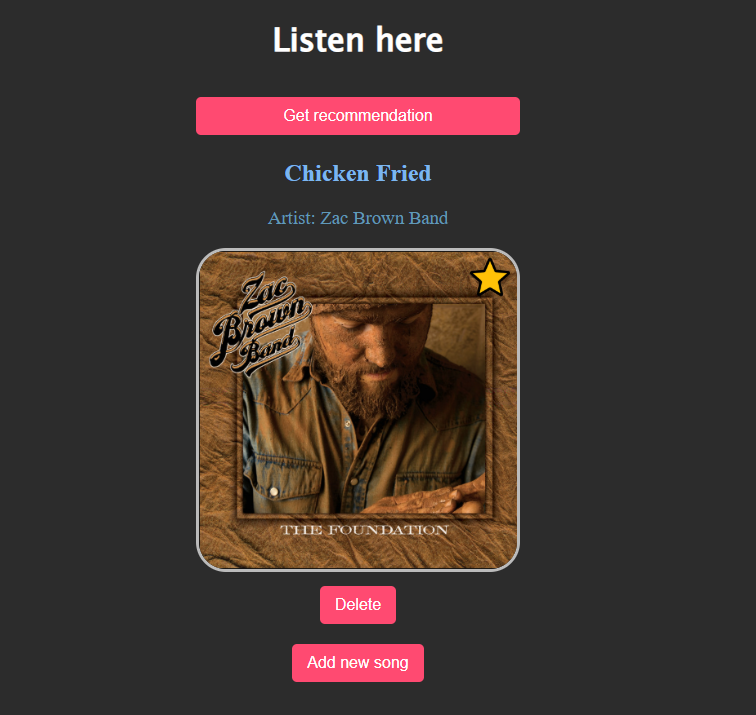 Listen here
Get recommendation
Chicken Fried
Artist: Zac Brown Band
Zac
Brown
Band
THE FOUNDATION
Delete
Add new song